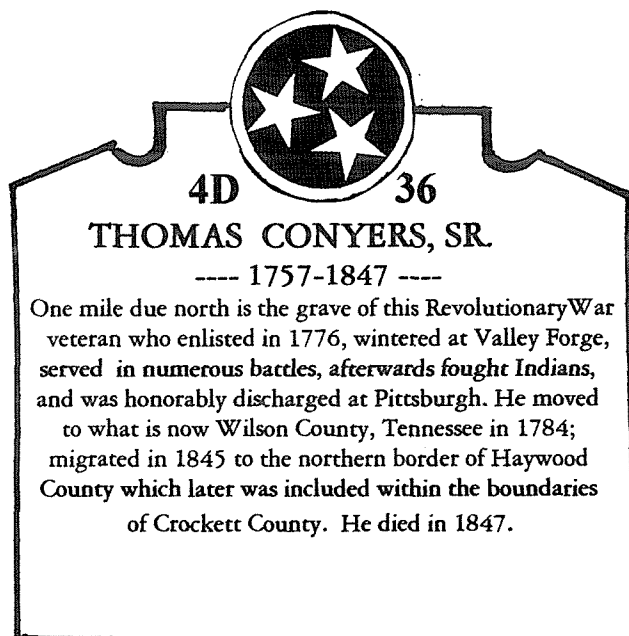 4D 36
THOMAS CONYERS, SR.
---- 1757-1847 ----
One mile due north is the grave of this RevolutionaryWar
veteran who enlisted in 1776, wintered at Valley Forge,
served in numerous battles, afterwards fought Indians,
and was honorably discharged at Pittsburgh. He moved
to what is now Wilson County, Tennessee in 1784;
migrated in 1845 to the northern border of Haywood
County which later was included within the boundaries
of Crockett County. He died in 1847.